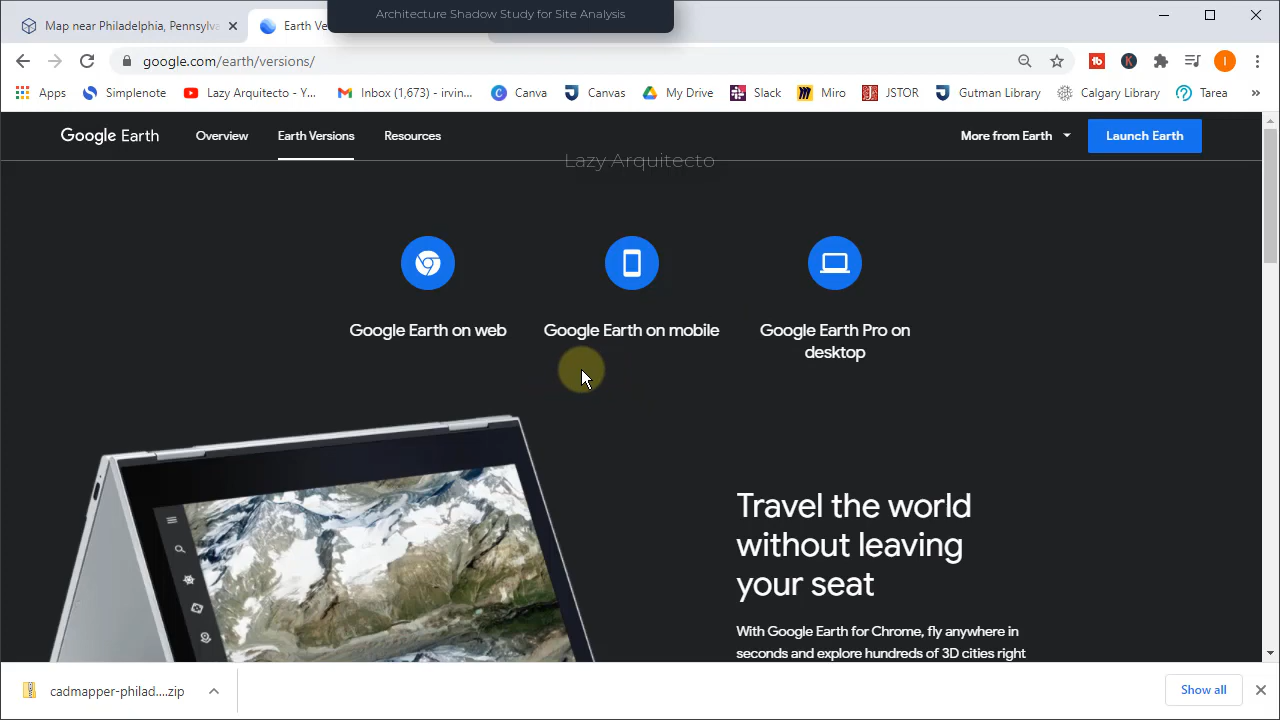 Architecture Shadow Study for Site Analysis
Map near Philadelphia, Pennsylva
Earth Ve
google.com/earth/versions/
Apps
Simplenote
Lazy Arquitecto - Y...
Inbox (1,673) - irvin...
Canva
Canvas
My Drive
Slack
Miro
JSTOR
Gutman Library
Calgary Library
Tarea
Google Earth
Overview
Earth Versions
Resources
More from Earth
Launch Earth
Lazy Arquitecto
Google Earth on web
Google Earth on mobile
Google Earth Pro on
desktop
Travel the world
without leaving
your seat
With Google Earth for Chrome, fly anywhere in
seconds and explore hundreds of 3D cities right
cadmapper-philad....zip
Show all